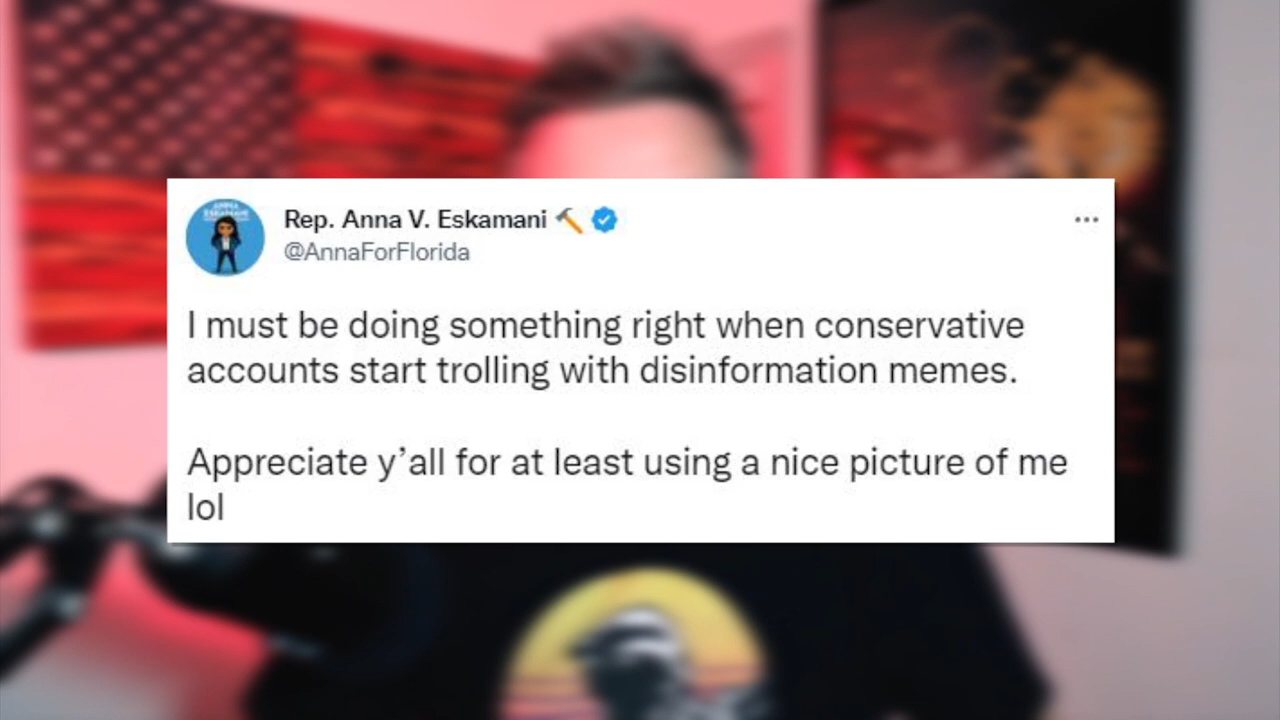 Rep. Anna V. Eskamani 🔨
@AnnaForFlorida
I must be doing something right when conservative
accounts start trolling with disinformation memes.
Appreciate y’all for at least using a nice picture of me
lol